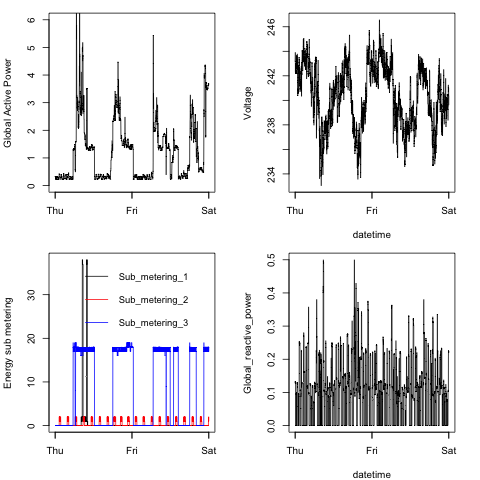 Global Active Power
6
5
4
3
2
1
0
Thu
Fri
Sat
Voltage
246
242
238
234
Thu
Fri
Sat
datetime
Energy sub metering
30
20
10
0
Sub_metering_1
Sub_metering_2
Sub_metering_3
Thu
Fri
Sat
Global_reactive_power
0.5
0.4
0.3
0.2
0.1
0.0
Thu
Fri
Sat
datetime